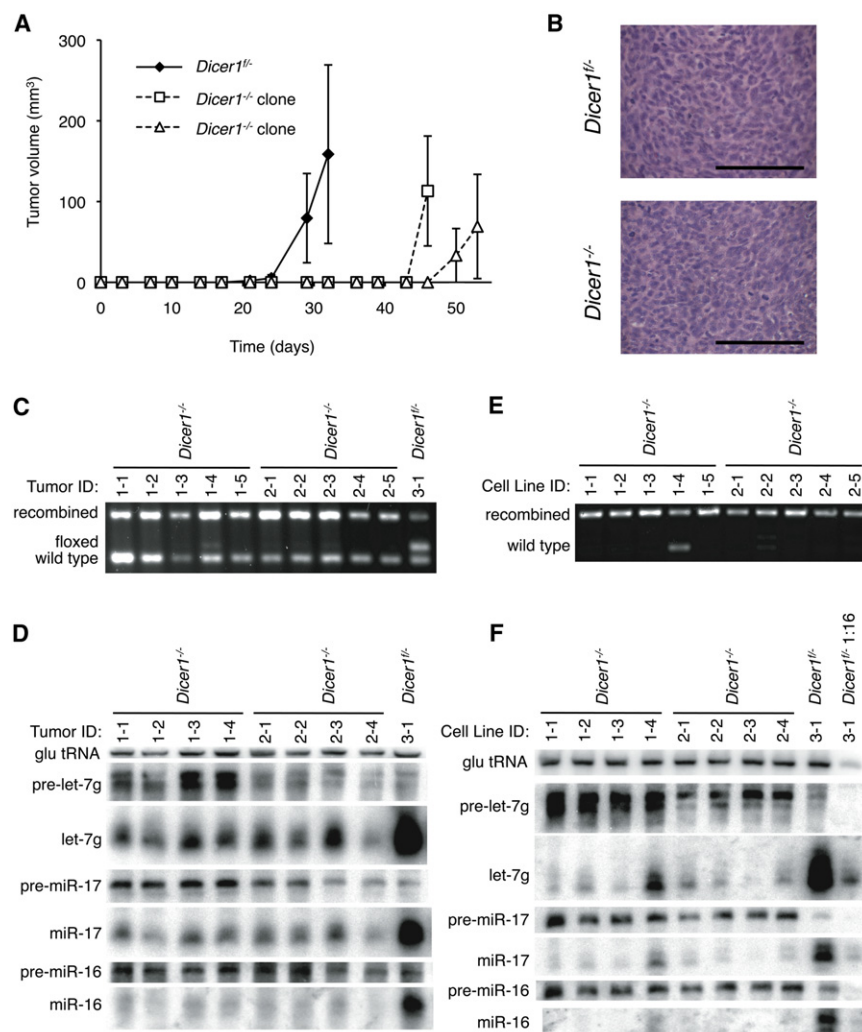 A
300
200
100
0
Tumor volume (mm³)
Dicer1f/-
Dicer1-/- clone
Dicer1-/- clone
0 10 20 30 40 50
Time (days)
B
Dicer1f/-
Dicer1-/-
C
Dicer1-/- Dicer1-/- Dicer1f/-
Tumor ID: 1-1 1-2 1-3 1-4 1-5 2-1 2-2 2-3 2-4 2-5 3-1
recombined
floxed
wild type
E
Dicer1-/- Dicer1-/-
Cell Line ID: 1-1 1-2 1-3 1-4 1-5 2-1 2-2 2-3 2-4 2-5
recombined
wild type
D
Dicer1-/- Dicer1-/- Dicer1f/-
Tumor ID: 1-1 1-2 1-3 1-4 2-1 2-2 2-3 2-4 3-1
glu tRNA
pre-let-7g
let-7g
pre-miR-17
miR-17
pre-miR-16
miR-16
F
Dicer1-/- Dicer1-/- Dicer1f/- Dicer1f/- 1:16
Cell Line ID: 1-1 1-2 1-3 1-4 2-1 2-2 2-3 2-4 3-1 3-1
glu tRNA
pre-let-7g
let-7g
pre-miR-17
miR-17
pre-miR-16
miR-16